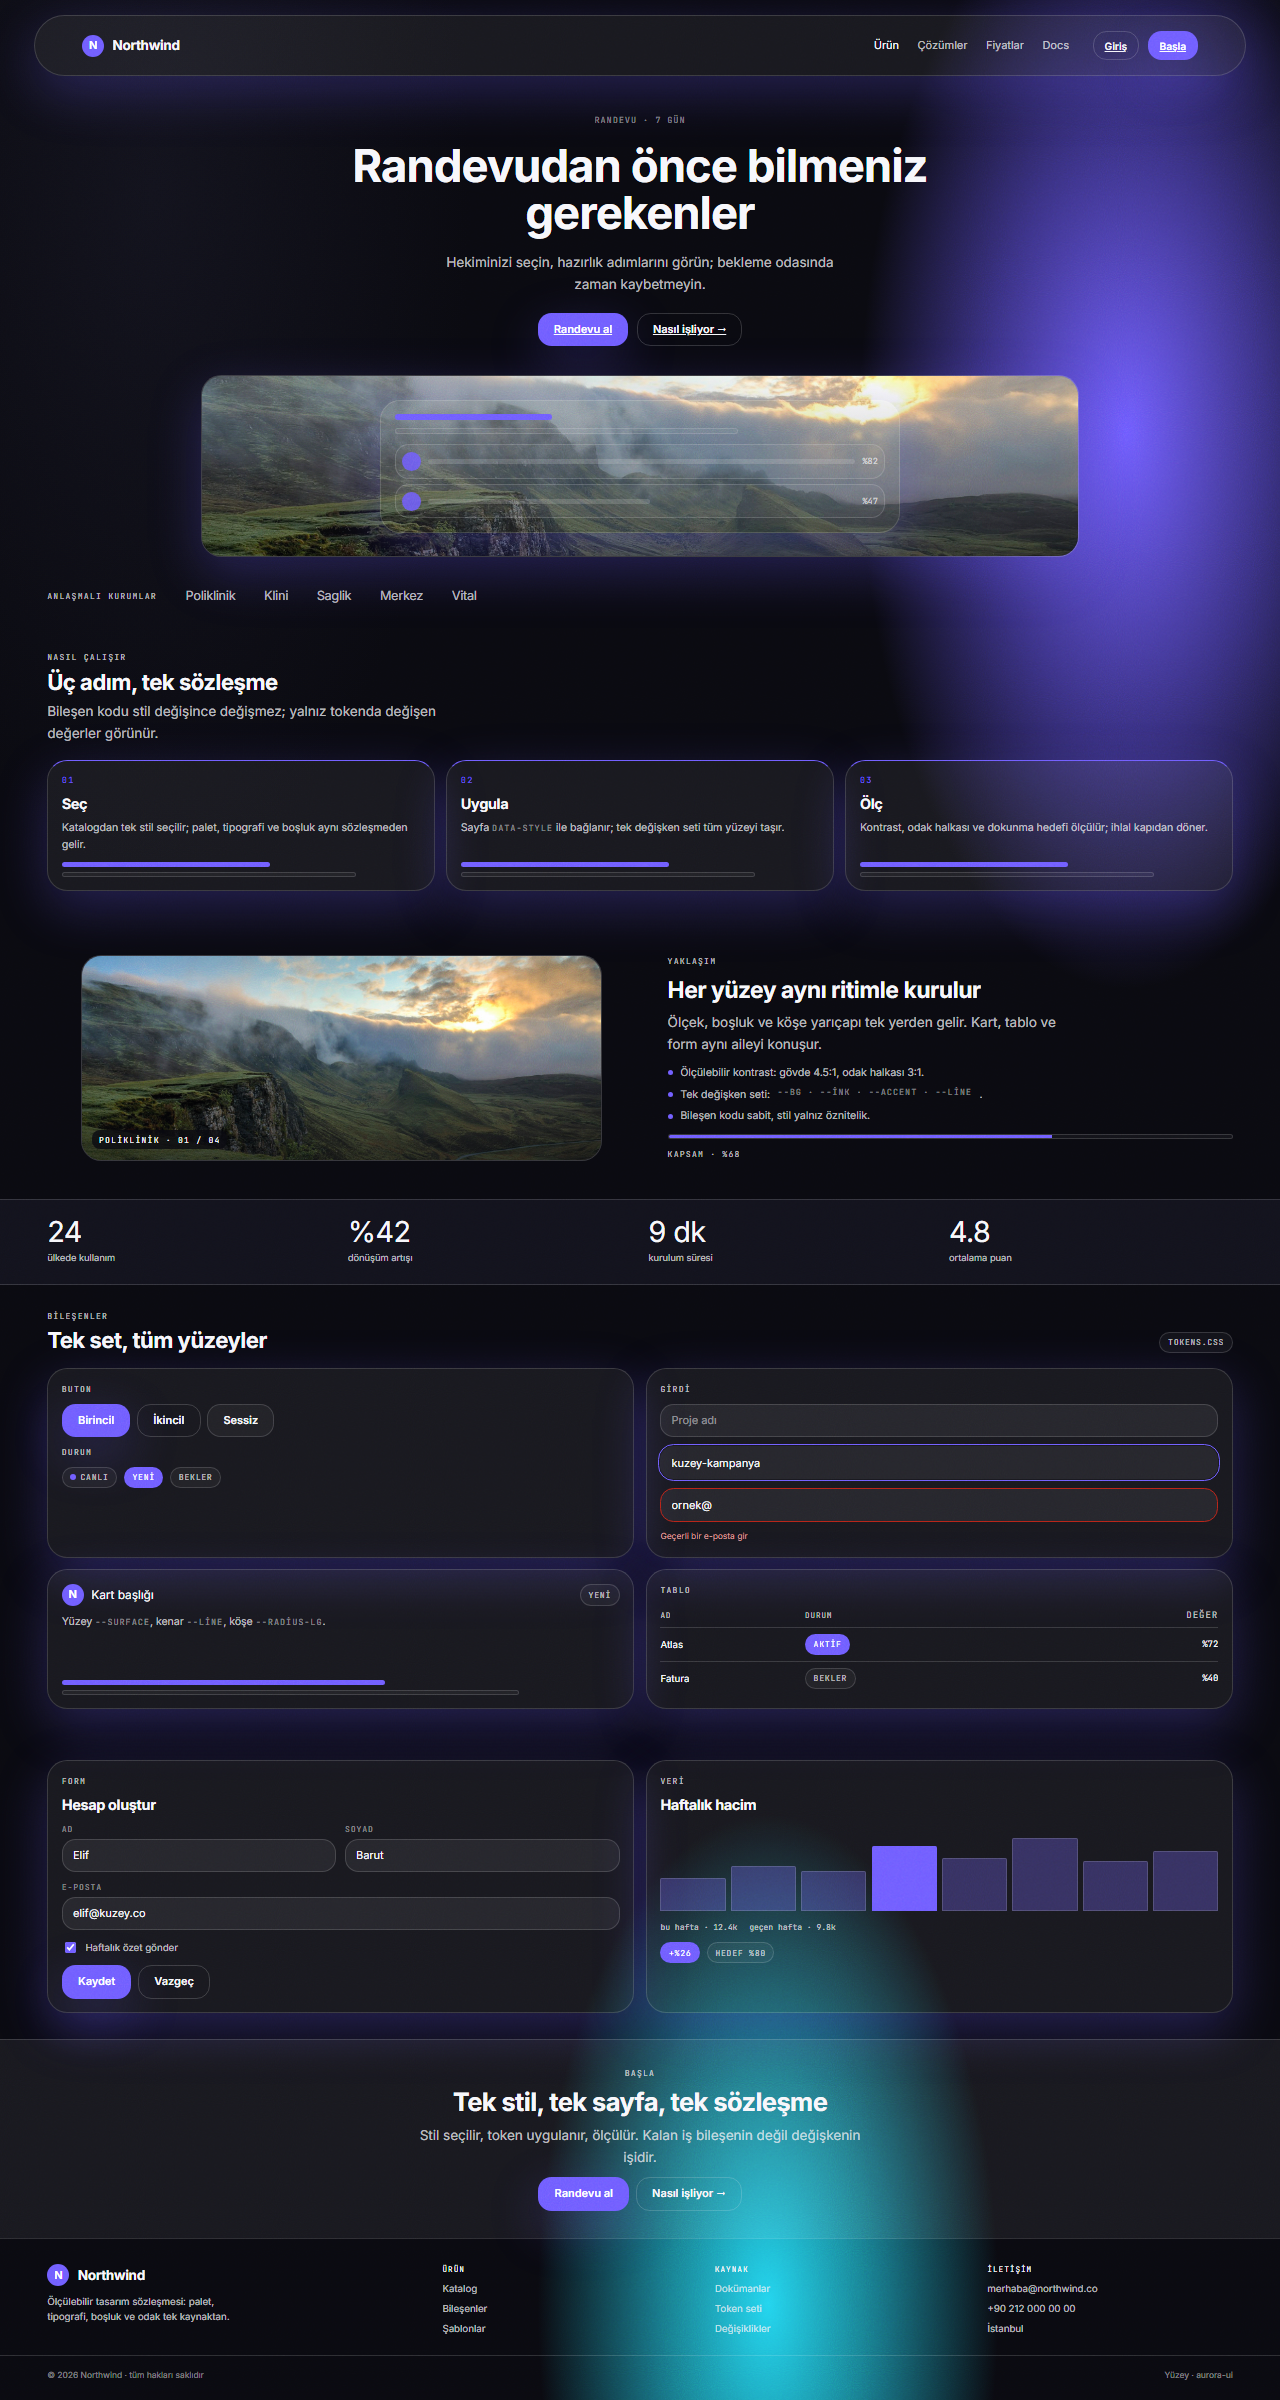 N Northwind
Ürün Çözümler Fiyatlar Docs Giriş Başla
RANDEVU · 7 GÜN
Randevudan önce bilmeniz
gerekenler
Hekiminizi seçin, hazırlık adımlarını görün; bekleme odasında
zaman kaybetmeyin.
Randevu al Nasıl işliyor →
%82
%47
ANLAŞMALI KURUMLAR Poliklinik Klini Saglik Merkez Vital
NASIL ÇALIŞIR
Üç adım, tek sözleşme
Bileşen kodu stil değişince değişmez; yalnız tokenda değişen
değerler görünür.
01
Seç
Katalogdan tek stil seçilir; palet, tipografi ve boşluk aynı sözleşmeden
gelir.
02
Uygula
Sayfa DATA-STYLE ile bağlanır; tek değişken seti tüm yüzeyi taşır.
03
Ölç
Kontrast, odak halkası ve dokunma hedefi ölçülür; ihlal kapıdan döner.
POLİKLİNİK · 01 / 04
YAKLAŞIM
Her yüzey aynı ritimle kurulur
Ölçek, boşluk ve köşe yarıçapı tek yerden gelir. Kart, tablo ve
form aynı aileyi konuşur.
Ölçülebilir kontrast: gövde 4.5:1, odak halkası 3:1.
Tek değişken seti: --BG · --İNK · --ACCENT · --LİNE .
Bileşen kodu sabit, stil yalnız öznitelik.
KAPSAM · %68
24
ülkede kullanım
%42
dönüşüm artışı
9 dk
kurulum süresi
4.8
ortalama puan
BİLEŞENLER
Tek set, tüm yüzeyler
TOKENS.CSS
BUTON
Birincil İkincil Sessiz
DURUM
CANLI YENİ BEKLER
GİRDİ
Proje adı
kuzey-kampanya
ornek@
Geçerli bir e-posta gir
N Kart başlığı YENİ
Yüzey --SURFACE, kenar --LİNE, köşe --RADİUS-LG.
TABLO
AD DURUM DEĞER
Atlas AKTİF %72
Fatura BEKLER %40
FORM
Hesap oluştur
AD SOYAD
Elif Barut
E-POSTA
elif@kuzey.co
Haftalık özet gönder
Kaydet Vazgeç
VERİ
Haftalık hacim
bu hafta · 12.4k geçen hafta · 9.8k
+%26 HEDEF %80
BAŞLA
Tek stil, tek sayfa, tek sözleşme
Stil seçilir, token uygulanır, ölçülür. Kalan iş bileşenin değil değişkenin
işidir.
Randevu al Nasıl işliyor →
N Northwind
Ölçülebilir tasarım sözleşmesi: palet,
tipografi, boşluk ve odak tek kaynaktan.
ÜRÜN
Katalog
Bileşenler
Şablonlar
KAYNAK
Dokümanlar
Token seti
Değişiklikler
İLETİŞİM
merhaba@northwind.co
+90 212 000 00 00
İstanbul
© 2026 Northwind · tüm hakları saklıdır
Yüzey · aurora-ui